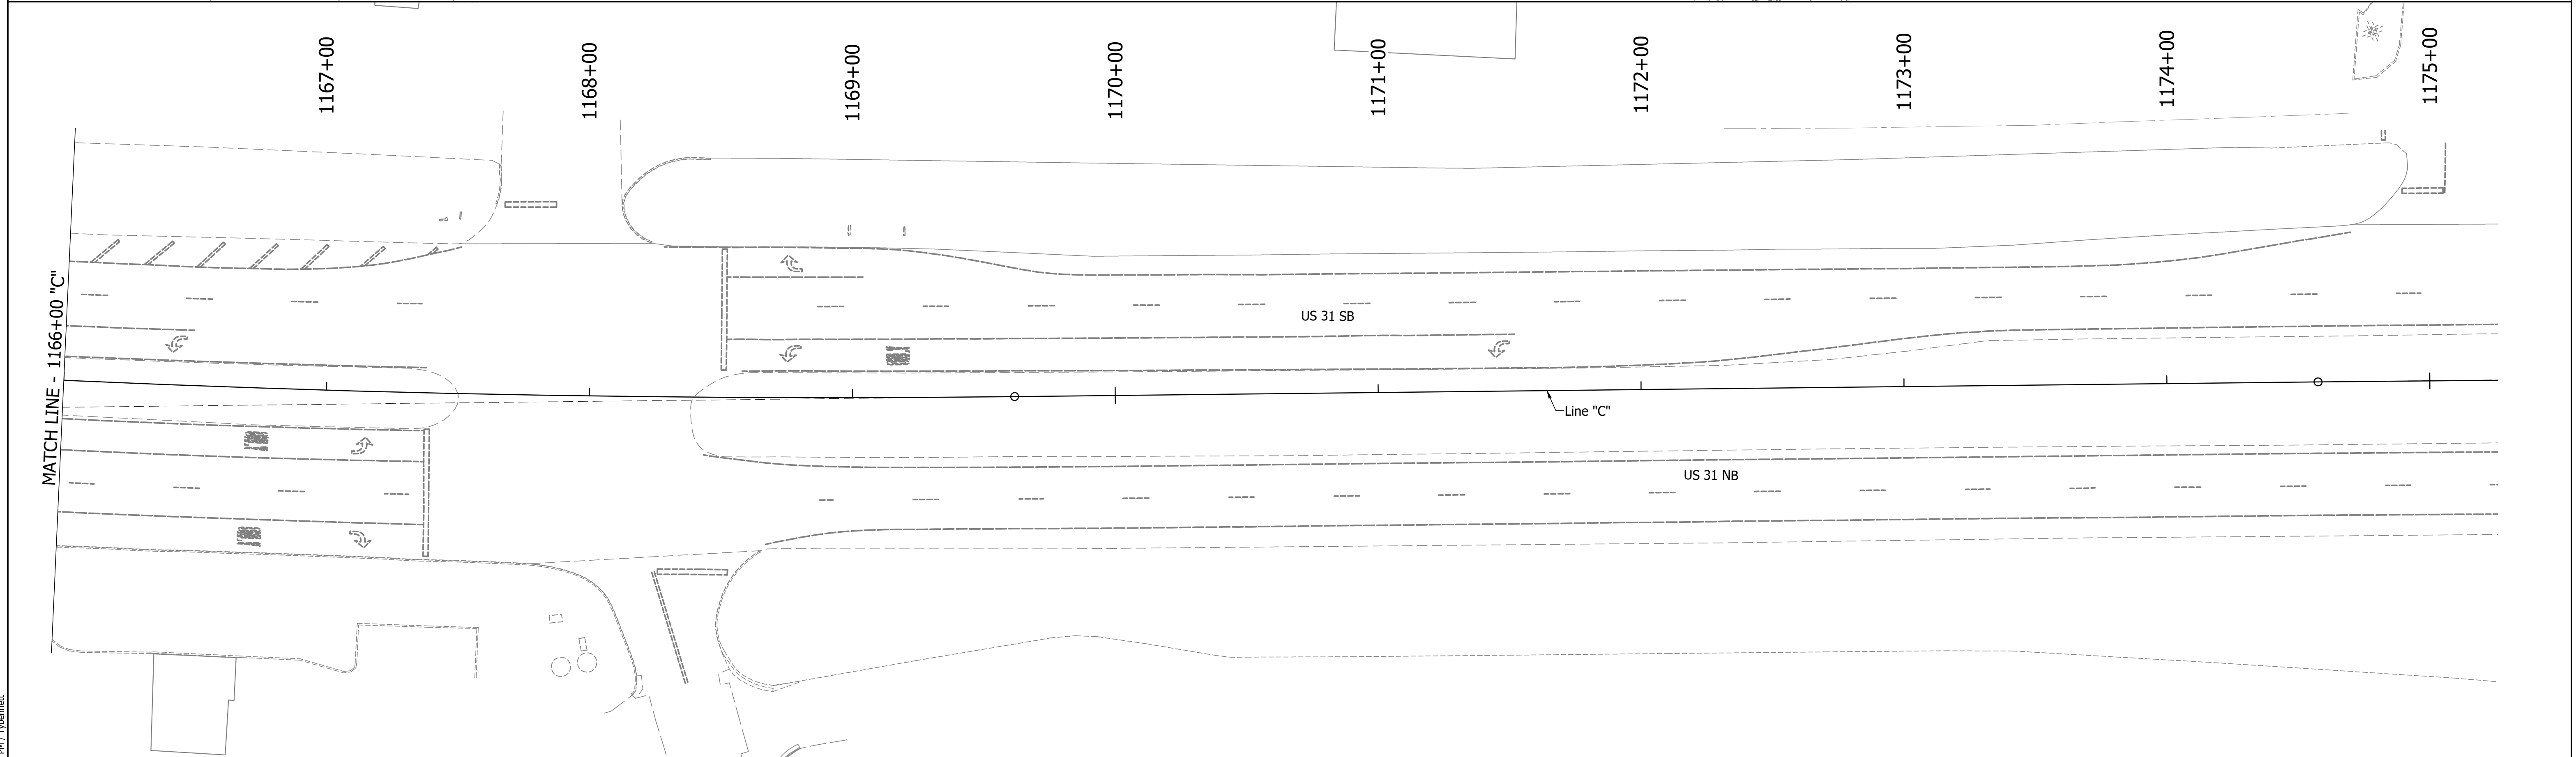 1167+00
1168+00
1169+00
1170+00
1171+00
1172+00
1173+00
1174+00
1175+00
MATCH LINE - 1166+00 "C"
US 31 SB
Line "C"
US 31 NB